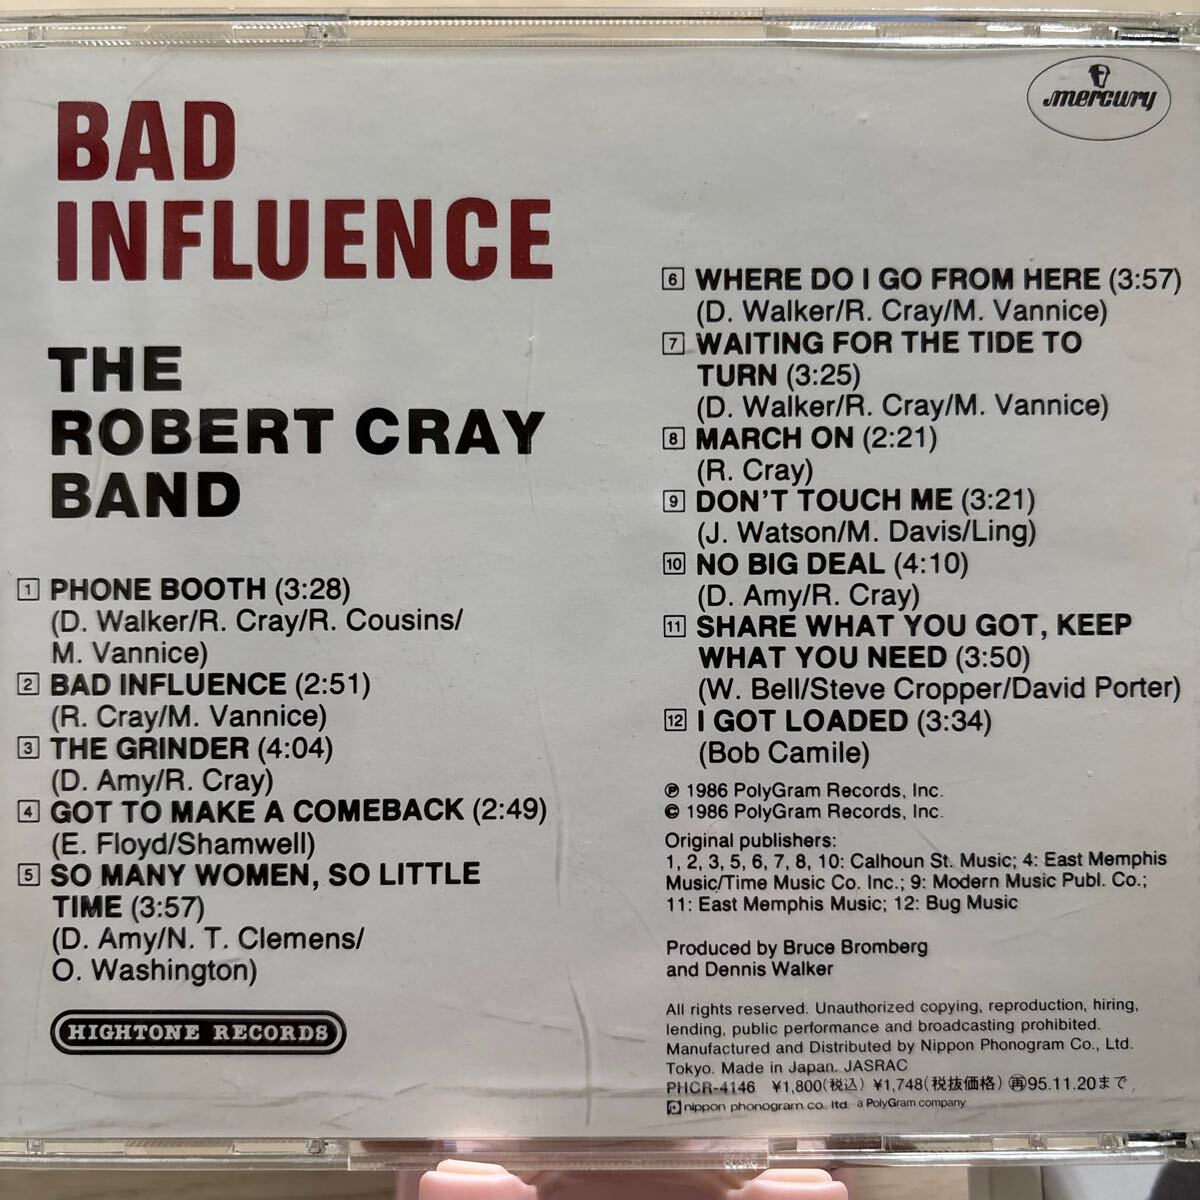 BAD
INFLUENCE
THE
ROBERT CRAY
BAND
1 PHONE BOOTH (3:28)
(D. Walker/R. Cray/R. Cousins/
M. Vannice)
2 BAD INFLUENCE (2:51)
(R. Cray/M. Vannice)
3 THE GRINDER (4:04)
(D. Amy/R. Cray)
4 GOT TO MAKE A COMEBACK (2:49)
(E. Floyd/Shamwell)
5 SO MANY WOMEN, SO LITTLE
TIME (3:57)
(D. Amy/N. T. Clemens/
O. Washington)
HIGHTONE RECORDS
mercury
6 WHERE DO I GO FROM HERE (3:57)
(D. Walker/R. Cray/M. Vannice)
7 WAITING FOR THE TIDE TO
TURN (3:25)
(D. Walker/R. Cray/M. Vannice)
8 MARCH ON (2:21)
(R. Cray)
9 DON'T TOUCH ME (3:21)
(J. Watson/M. Davis/Ling)
10 NO BIG DEAL (4:10)
(D. Amy/R. Cray)
11 SHARE WHAT YOU GOT, KEEP
WHAT YOU NEED (3:50)
(W. Bell/Steve Cropper/David Porter)
12 I GOT LOADED (3:34)
(Bob Camile)
℗ 1986 PolyGram Records, Inc.
© 1986 PolyGram Records, Inc.
Original publishers:
1, 2, 3, 5, 6, 7, 8, 10: Calhoun St. Music; 4: East Memphis
Music/Time Music Co. Inc.; 9: Modern Music Publ. Co.;
11: East Memphis Music; 12: Bug Music
Produced by Bruce Bromberg
and Dennis Walker
All rights reserved. Unauthorized copying, reproduction, hiring,
lending, public performance and broadcasting prohibited.
Manufactured and Distributed by Nippon Phonogram Co., Ltd.
Tokyo. Made in Japan. JASRAC
PHCR-4146 ¥1,800(税込) ¥1,748(税抜価格) 再95.11.20まで
nippon phonogram co., ltd. a PolyGram company